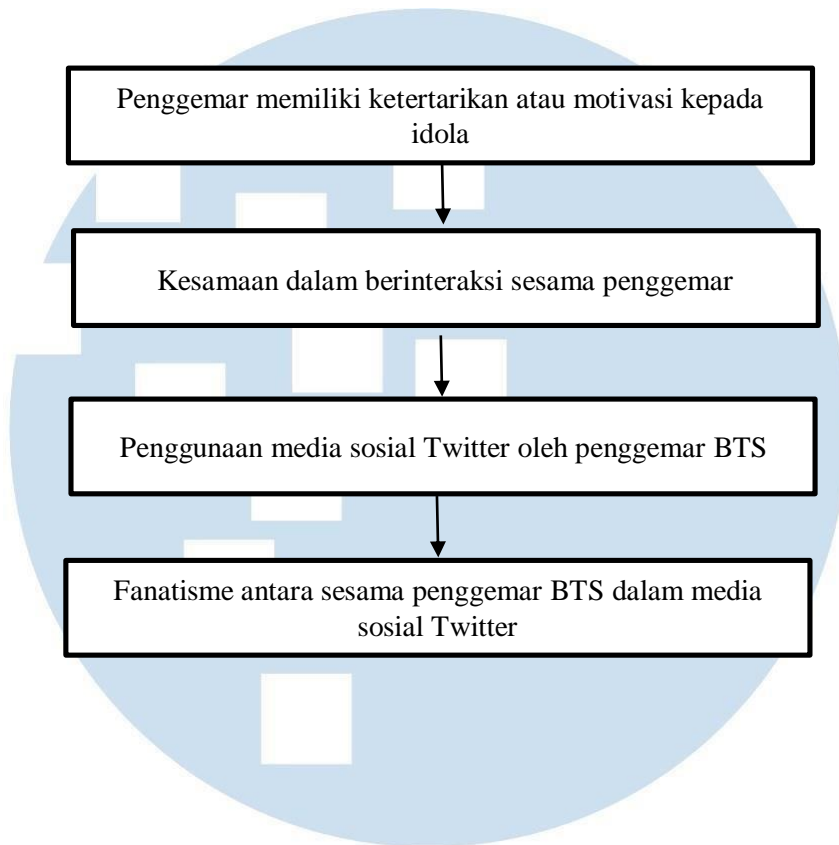 Penggemar memiliki ketertarikan atau motivasi kepada
idola
Kesamaan dalam berinteraksi sesama penggemar
Penggunaan media sosial Twitter oleh penggemar BTS
Fanatisme antara sesama penggemar BTS dalam media
sosial Twitter